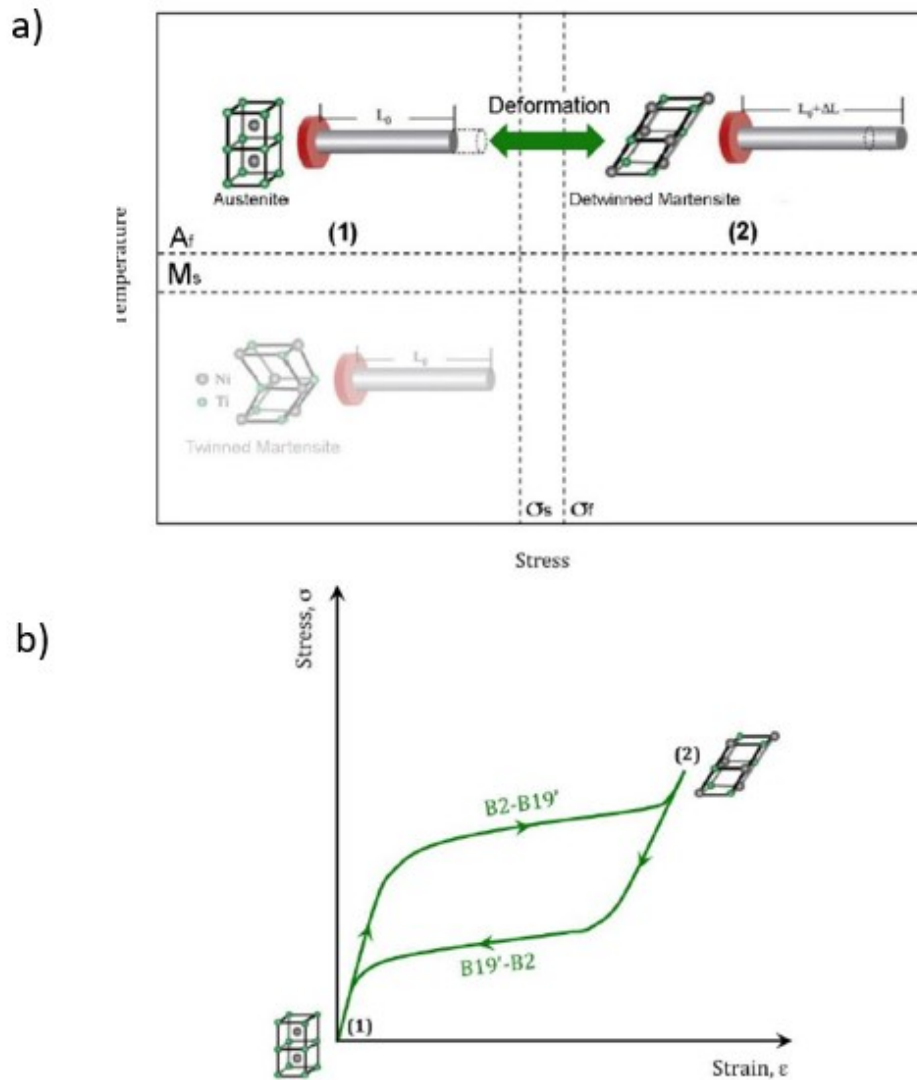 a)
L₀
Deformation
L₀+ΔL
Austenite
Detwinned Martensite
(1)
(2)
Af
Ms
Temperature
L₀
Ni
Ti
Twinned Martensite
σs
σf
Stress
b)
Stress, σ
(2)
B2-B19'
B19'-B2
(1)
Strain, ε